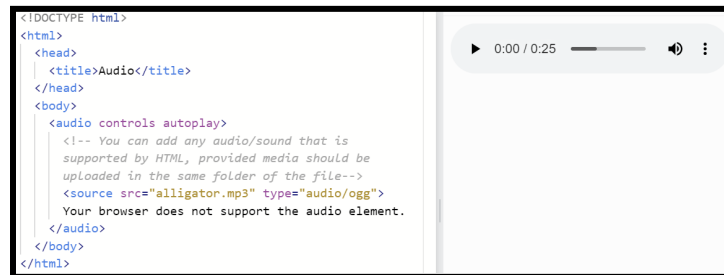 <!DOCTYPE html>
<html>
<head>
<title>Audio</title>
</head>
<body>
<audio controls autoplay>
<!-- You can add any audio/sound that is
supported by HTML, provided media should be
uploaded in the same folder of the file-->
<source src="alligator.mp3" type="audio/ogg">
Your browser does not support the audio element.
</audio>
</body>
</html>
0:00 / 0:25